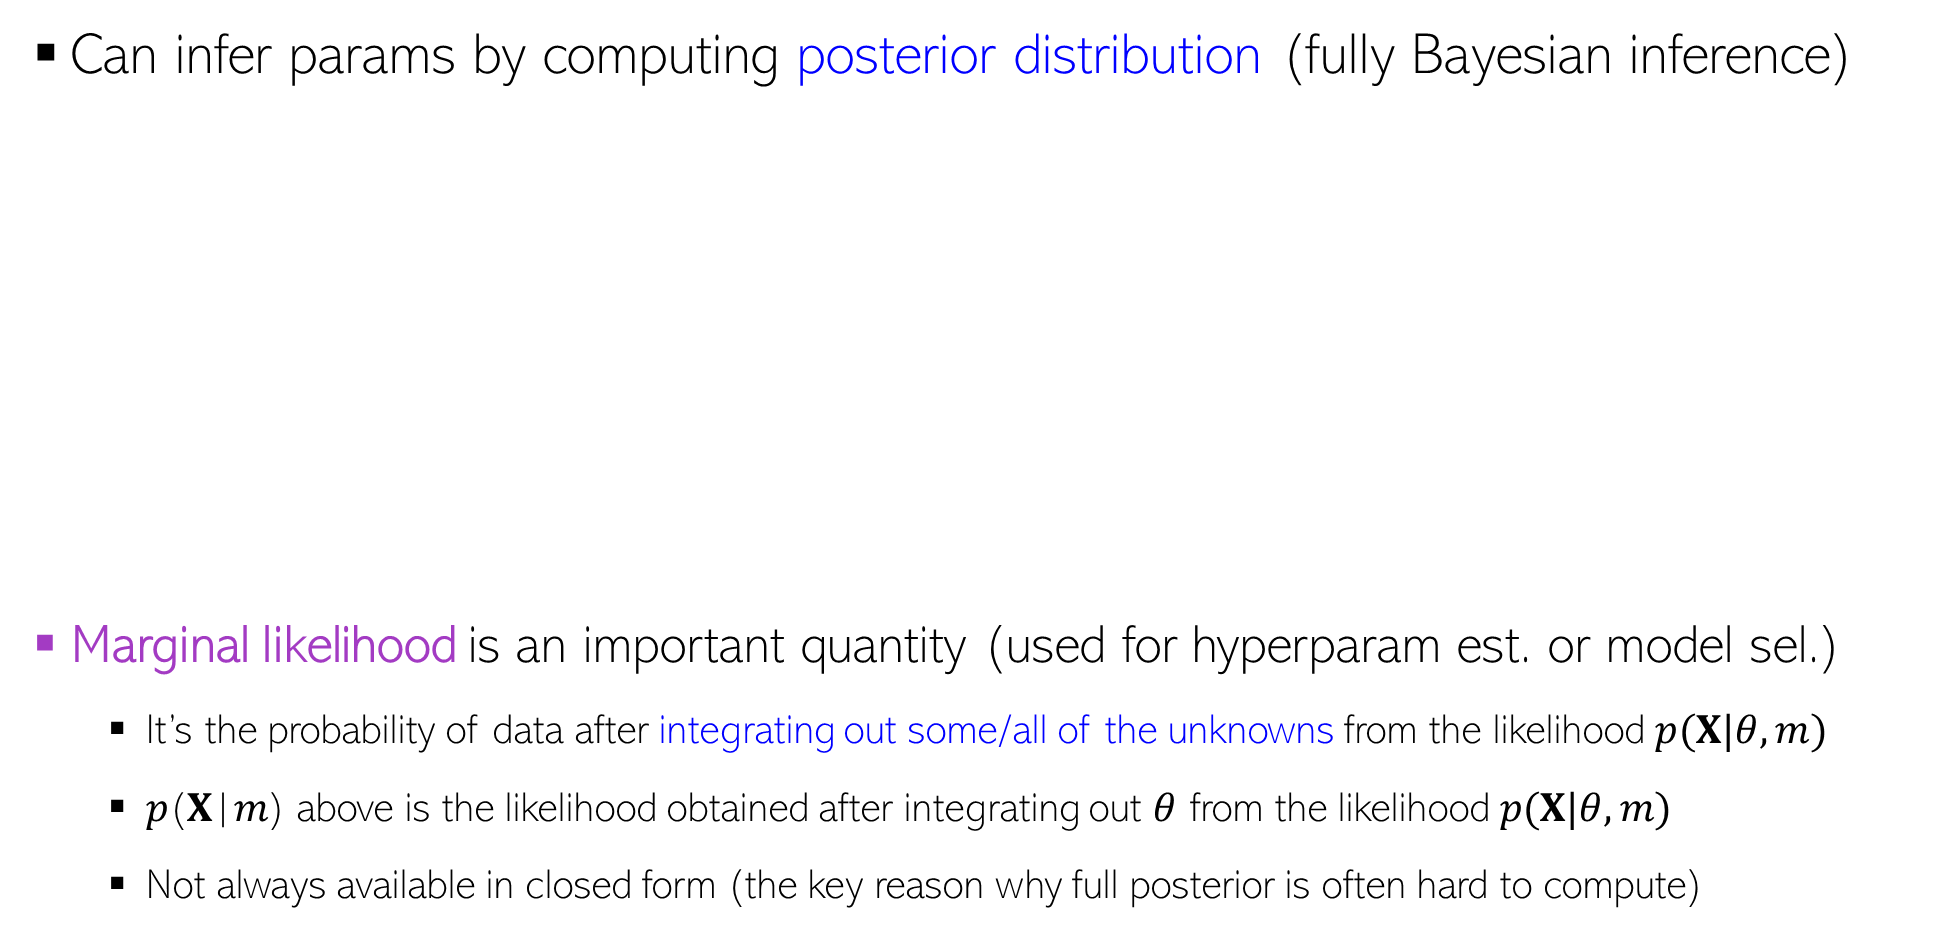 ▪ Can infer params by computing posterior distribution (fully Bayesian inference)
▪ Marginal likelihood is an important quantity (used for hyperparam est. or model sel.)
▪ It’s the probability of data after integrating out some/all of the unknowns from the likelihood p(X|θ, m)
▪ p(X|m) above is the likelihood obtained after integrating out θ from the likelihood p(X|θ, m)
▪ Not always available in closed form (the key reason why full posterior is often hard to compute)